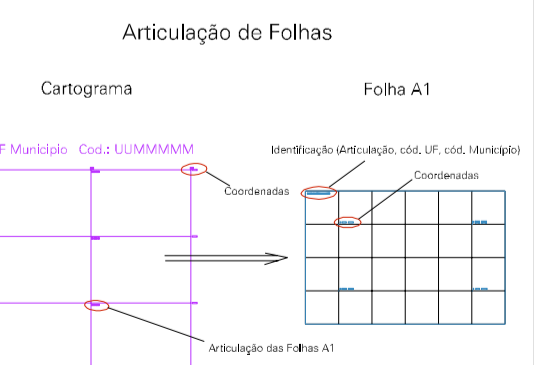 Articulação de Folhas
Cartograma
Folha A1
F Municipio Cod.: UUMMMMM
Identificação (Articulação, cód. UF, cód. Município)
Coordenadas
Coordenadas
Articulação das Folhas A1